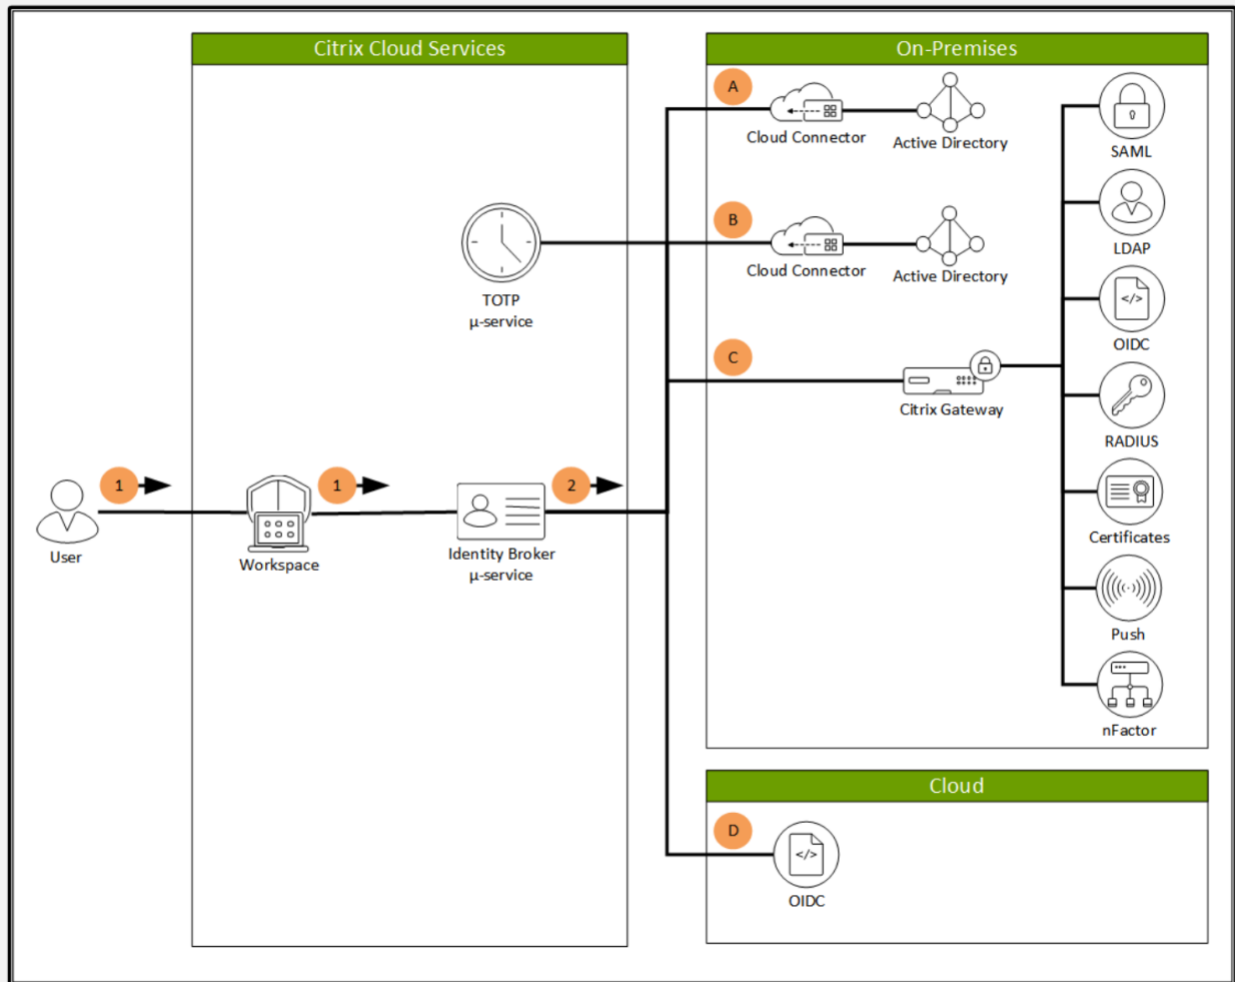 Citrix Cloud Services
On-Premises
A
Cloud Connector
Active Directory
SAML
B
Cloud Connector
Active Directory
LDAP
TOTP
μ-service
OIDC
C
Citrix Gateway
RADIUS
1
1
2
User
Workspace
Identity Broker
μ-service
</>
Certificates
Push
nFactor
Cloud
D
</>
OIDC